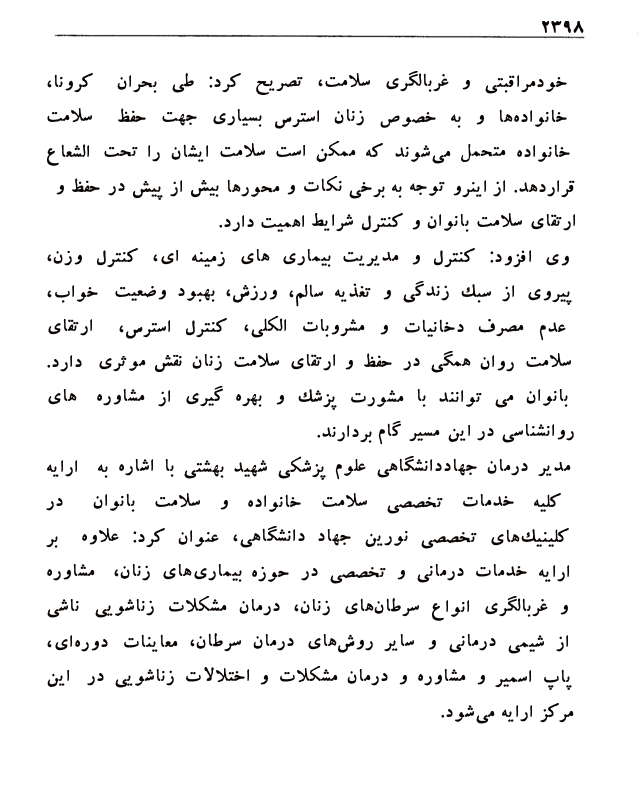 ۲۳۹۸
خودمراقبتی و غربالگری سلامت، تصریح کرد: طی بحران کرونا،
خانواده‌ها و به خصوص زنان استرس بسیاری جهت حفظ سلامت
خانواده متحمل می‌شوند که ممکن است سلامت ایشان را تحت الشعاع
قراردهد. از اینرو توجه به برخی نکات و محورها بیش از پیش در حفظ و
ارتقای سلامت بانوان و کنترل شرایط اهمیت دارد.
وی افزود: کنترل و مدیریت بیماری های زمینه ای، کنترل وزن،
پیروی از سبك زندگی و تغذیه سالم، ورزش، بهبود وضعیت خواب،
عدم مصرف دخانیات و مشروبات الکلی، کنترل استرس، ارتقای
سلامت روان همگی در حفظ و ارتقای سلامت زنان نقش موثری دارد.
بانوان می توانند با مشورت پزشك و بهره گیری از مشاوره های
روانشناسی در این مسیر گام بردارند.
مدیر درمان جهاددانشگاهی علوم پزشکی شهید بهشتی با اشاره به ارایه
کلیه خدمات تخصصی سلامت خانواده و سلامت بانوان در
کلینیك‌های تخصصی نورین جهاد دانشگاهی، عنوان کرد: علاوه بر
ارایه خدمات درمانی و تخصصی در حوزه بیماری‌های زنان، مشاوره
و غربالگری انواع سرطان‌های زنان، درمان مشکلات زناشویی ناشی
از شیمی درمانی و سایر روش‌های درمان سرطان، معاینات دوره‌ای،
پاپ اسمیر و مشاوره و درمان مشکلات و اختلالات زناشویی در این
مرکز ارایه می‌شود.